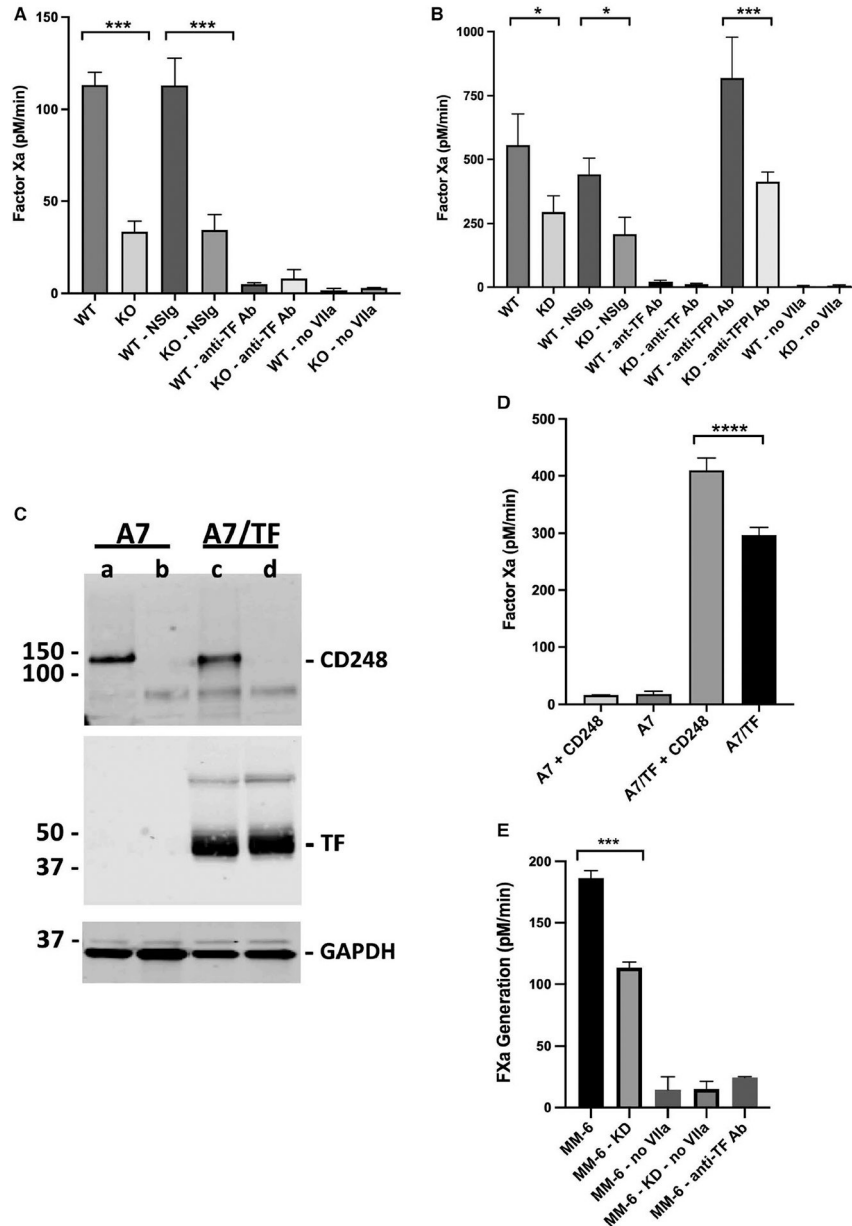 A
***
***
Factor Xa (pM/min)
150
100
50
0
WT
KO
WT - NSIg
KO - NSIg
WT - anti-TF Ab
KO - anti-TF Ab
WT - no VIIa
KO - no VIIa
B
*
*
***
Factor Xa (pM/min)
1000
750
500
250
0
WT
KD
WT - NSIg
KD - NSIg
WT - anti-TF Ab
KD - anti-TF Ab
WT - anti-TFPI Ab
KD - anti-TFPI Ab
WT - no VIIa
KD - no VIIa
C
A7 A7/TF
a b c d
150 -
100 -
- CD248
50 -
37 -
- TF
37 -
- GAPDH
D
****
Factor Xa (pM/min)
500
400
300
200
100
0
A7 + CD248
A7
A7/TF + CD248
A7/TF
E
***
FXa Generation (pM/min)
200
150
100
50
0
MM-6
MM-6 - KD
MM-6 - no VIIa
MM-6 - KD - no VIIa
MM-6 - anti-TF Ab